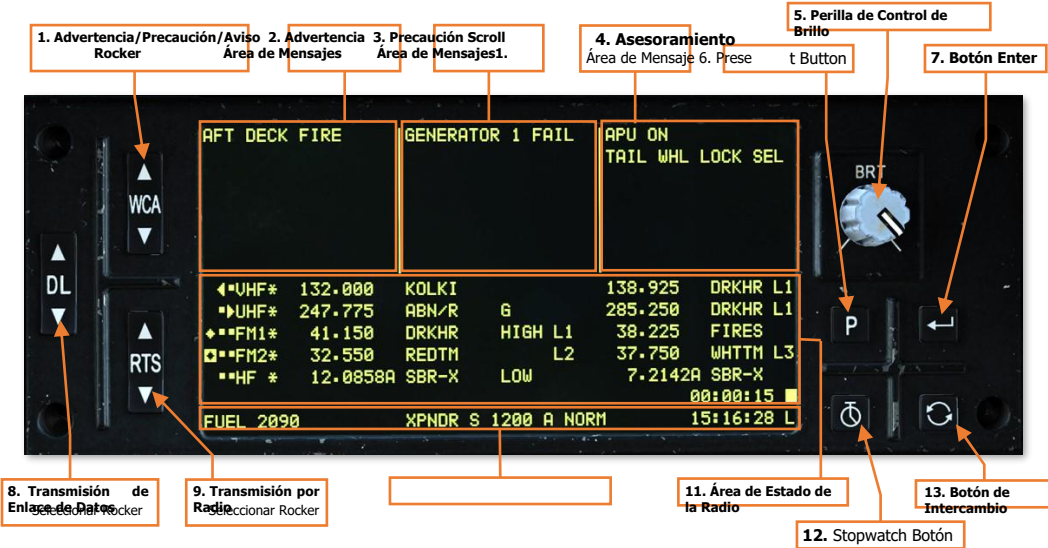 5. Perilla de Control de
Brillo
1. Advertencia/Precaución/Aviso
Rocker
2. Advertencia
Área de Mensajes
3. Precaución Scroll
Área de Mensajes1.
4. Asesoramiento
Área de Mensaje 6. Prese t Button
7. Botón Enter
AFT DECK FIRE
GENERATOR 1 FAIL
APU ON
TAIL WHL LOCK SEL
BRT
WCA
DL
RTS
P
VHF* 132.000 KOLKI 138.925 DRKHR L1
UHF* 247.775 ABN/R G 285.250 DRKHR L1
FM1* 41.150 DRKHR HIGH L1 38.225 FIRES
FM2* 32.550 REDTM L2 37.750 WHTTM L3
HF * 12.0858A SBR-X LOW 7.2142A SBR-X
00:00:15
FUEL 2090 XPNDR S 1200 A NORM 15:16:28 L
8. Transmisión de
Enlace de Datos
Seleccionar Rocker
9. Transmisión por
Radio
Seleccionar Rocker
11. Área de Estado de
la Radio
12. Stopwatch Botón
13. Botón de
Intercambio